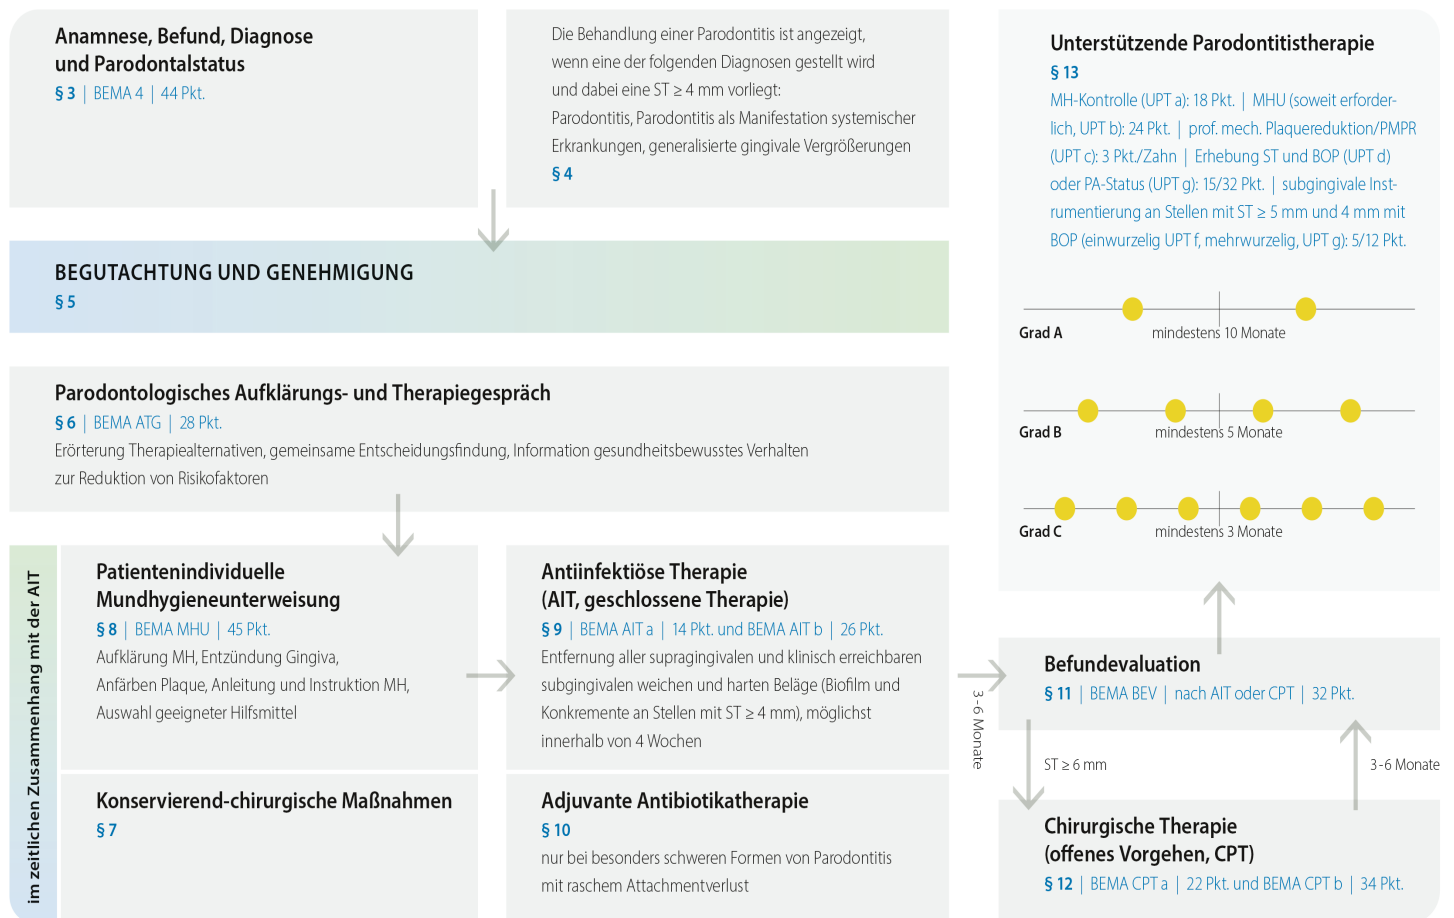 Anamnese, Befund, Diagnose
und Parodontalstatus
§ 3 | BEMA 4 | 44 Pkt.
Die Behandlung einer Parodontitis ist angezeigt,
wenn eine der folgenden Diagnosen gestellt wird
und dabei eine ST ≥ 4 mm vorliegt:
Parodontitis, Parodontitis als Manifestation systemischer
Erkrankungen, generalisierte gingivale Vergrößerungen
§ 4
BEGUTACHTUNG UND GENEHMIGUNG
§ 5
Parodontologisches Aufklärungs- und Therapiegespräch
§ 6 | BEMA ATG | 28 Pkt.
Erörterung Therapiealternativen, gemeinsame Entscheidungsfindung, Information gesundheitsbewusstes Verhalten
zur Reduktion von Risikofaktoren
im zeitlichen Zusammenhang mit der AIT
Patientenindividuelle
Mundhygieneunterweisung
§ 8 | BEMA MHU | 45 Pkt.
Aufklärung MH, Entzündung Gingiva,
Anfärben Plaque, Anleitung und Instruktion MH,
Auswahl geeigneter Hilfsmittel
Konservierend-chirurgische Maßnahmen
§ 7
Antiinfektiöse Therapie
(AIT, geschlossene Therapie)
§ 9 | BEMA AIT a | 14 Pkt. und BEMA AIT b | 26 Pkt.
Entfernung aller supragingivalen und klinisch erreichbaren
subgingivalen weichen und harten Beläge (Biofilm und
Konkremente an Stellen mit ST ≥ 4 mm), möglichst
innerhalb von 4 Wochen
Adjuvante Antibiotikatherapie
§ 10
nur bei besonders schweren Formen von Parodontitis
mit raschem Attachmentverlust
3-6 Monate
Befundevaluation
§ 11 | BEMA BEV | nach AIT oder CPT | 32 Pkt.
ST ≥ 6 mm
3-6 Monate
Chirurgische Therapie
(offenes Vorgehen, CPT)
§ 12 | BEMA CPT a | 22 Pkt. und BEMA CPT b | 34 Pkt.
Unterstützende Parodontitistherapie
§ 13
MH-Kontrolle (UPT a): 18 Pkt. | MHU (soweit erforder-
lich, UPT b): 24 Pkt. | prof. mech. Plaquereduktion/PMPR
(UPT c): 3 Pkt./Zahn | Erhebung ST und BOP (UPT d)
oder PA-Status (UPT g): 15/32 Pkt. | subgingivale Inst-
rumentierung an Stellen mit ST ≥ 5 mm und 4 mm mit
BOP (einwurzelig UPT f, mehrwurzelig, UPT g): 5/12 Pkt.
Grad A
mindestens 10 Monate
Grad B
mindestens 5 Monate
Grad C
mindestens 3 Monate